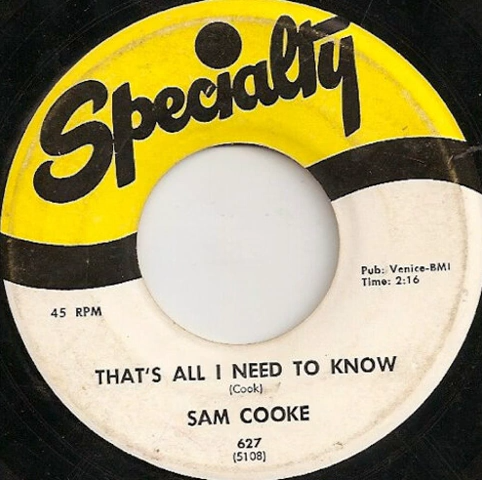 Specialty
Pub: Venice-BMI
Time: 2:16
45 RPM
THAT'S ALL I NEED TO KNOW
(Cook)
SAM COOKE
627
(5108)